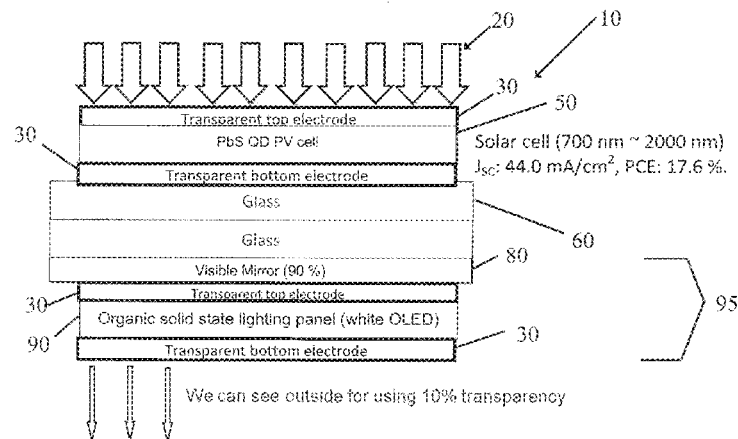 20
10
30
Transparent top electrode
50
PbS QD PV cell
Solar cell (700 nm ~ 2000 nm)
J_SC: 44.0 mA/cm², PCE: 17.6 %.
30
Transparent bottom electrode
Glass
60
Glass
80
Visible Mirror (90 %)
30
Transparent top electrode
95
Organic solid state lighting panel (white OLED)
30
90
Transparent bottom electrode
We can see outside for using 10% transparency